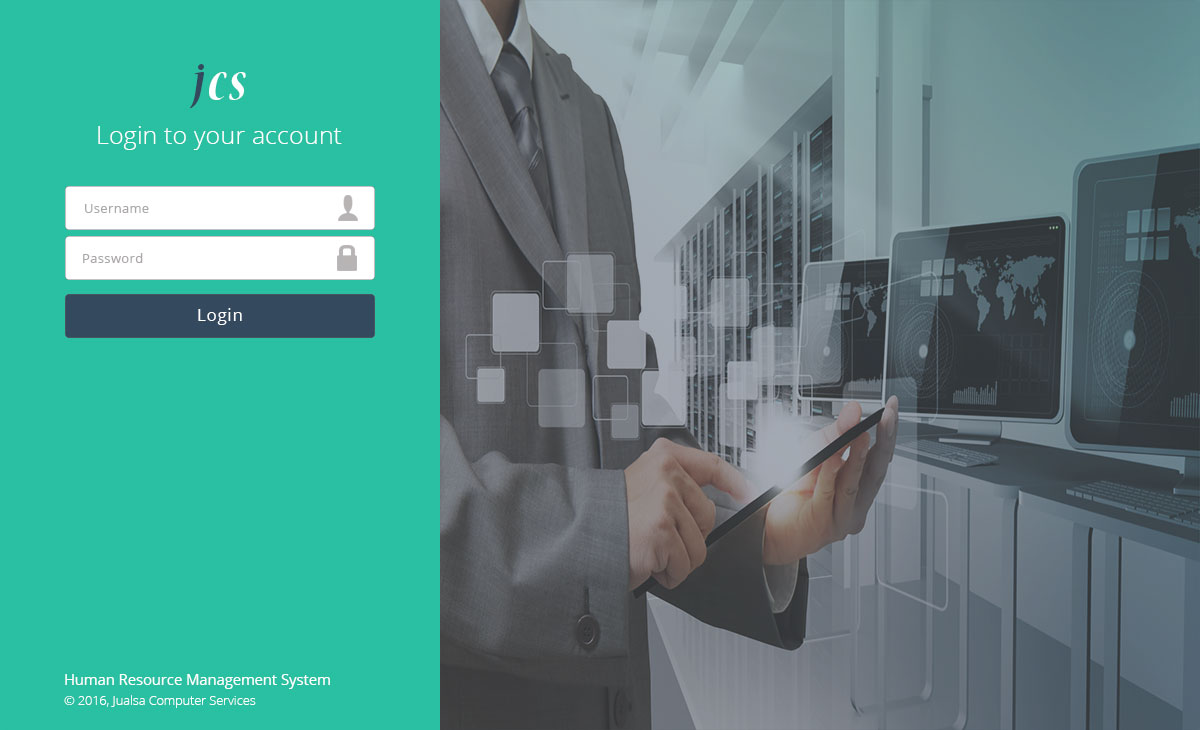 jcs
Login to your account
Username
Password
Login
Human Resource Management System
© 2016, Jualsa Computer Services